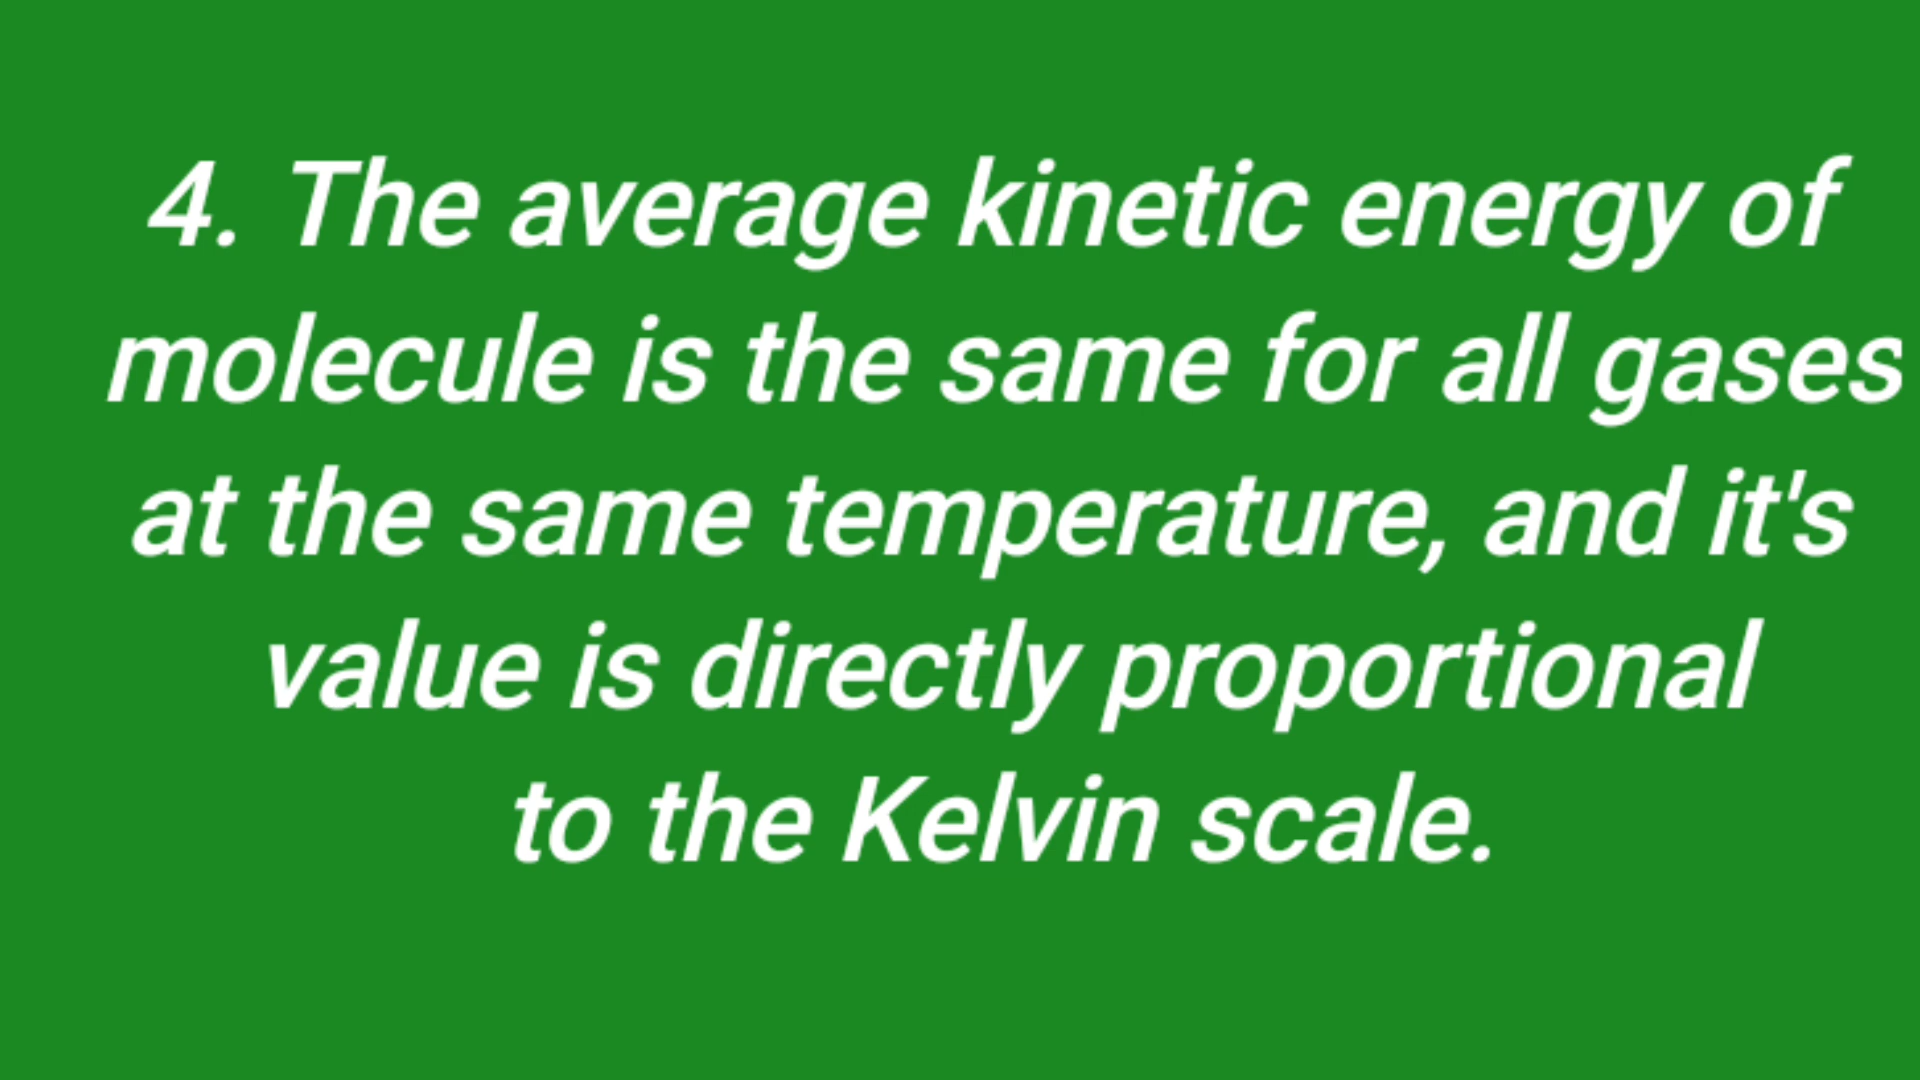 4. The average kinetic energy of
molecule is the same for all gases
at the same temperature, and it's
value is directly proportional
to the Kelvin scale.